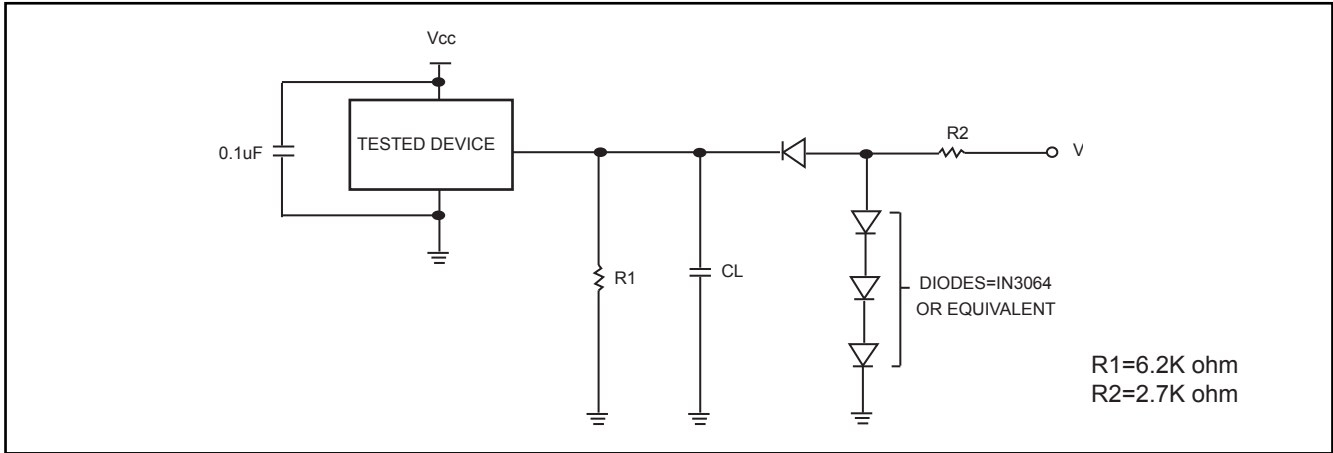 Vcc
0.1uF
TESTED DEVICE
R2
V
R1
CL
DIODES=IN3064
OR EQUIVALENT
R1=6.2K ohm
R2=2.7K ohm